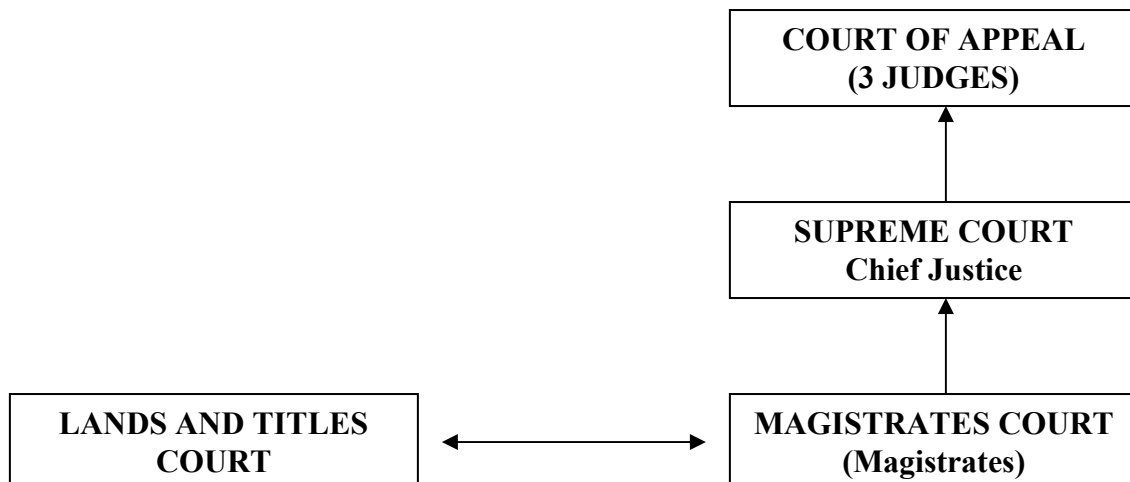 COURT OF APPEAL
(3 JUDGES)
SUPREME COURT
Chief Justice
LANDS AND TITLES
COURT
MAGISTRATES COURT
(Magistrates)